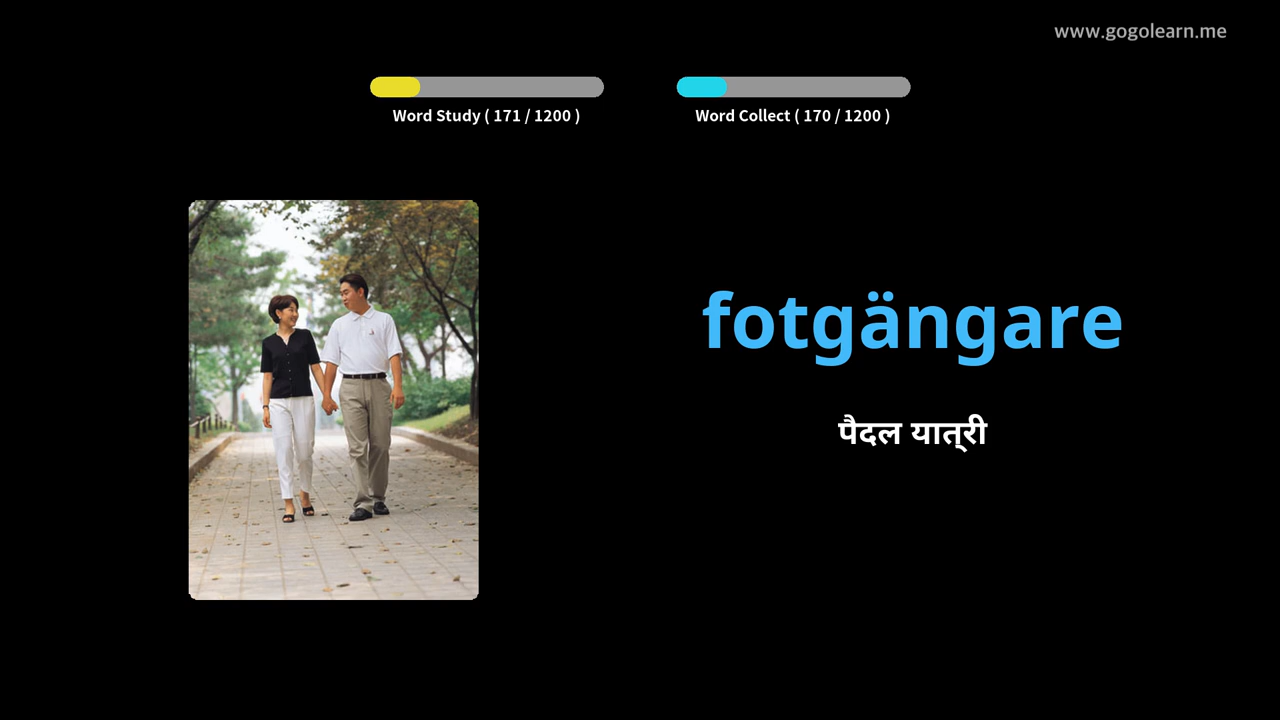 www.gogolearn.me
Word Study ( 171 / 1200 )
Word Collect ( 170 / 1200 )
fotgängare
पैदल यात्री